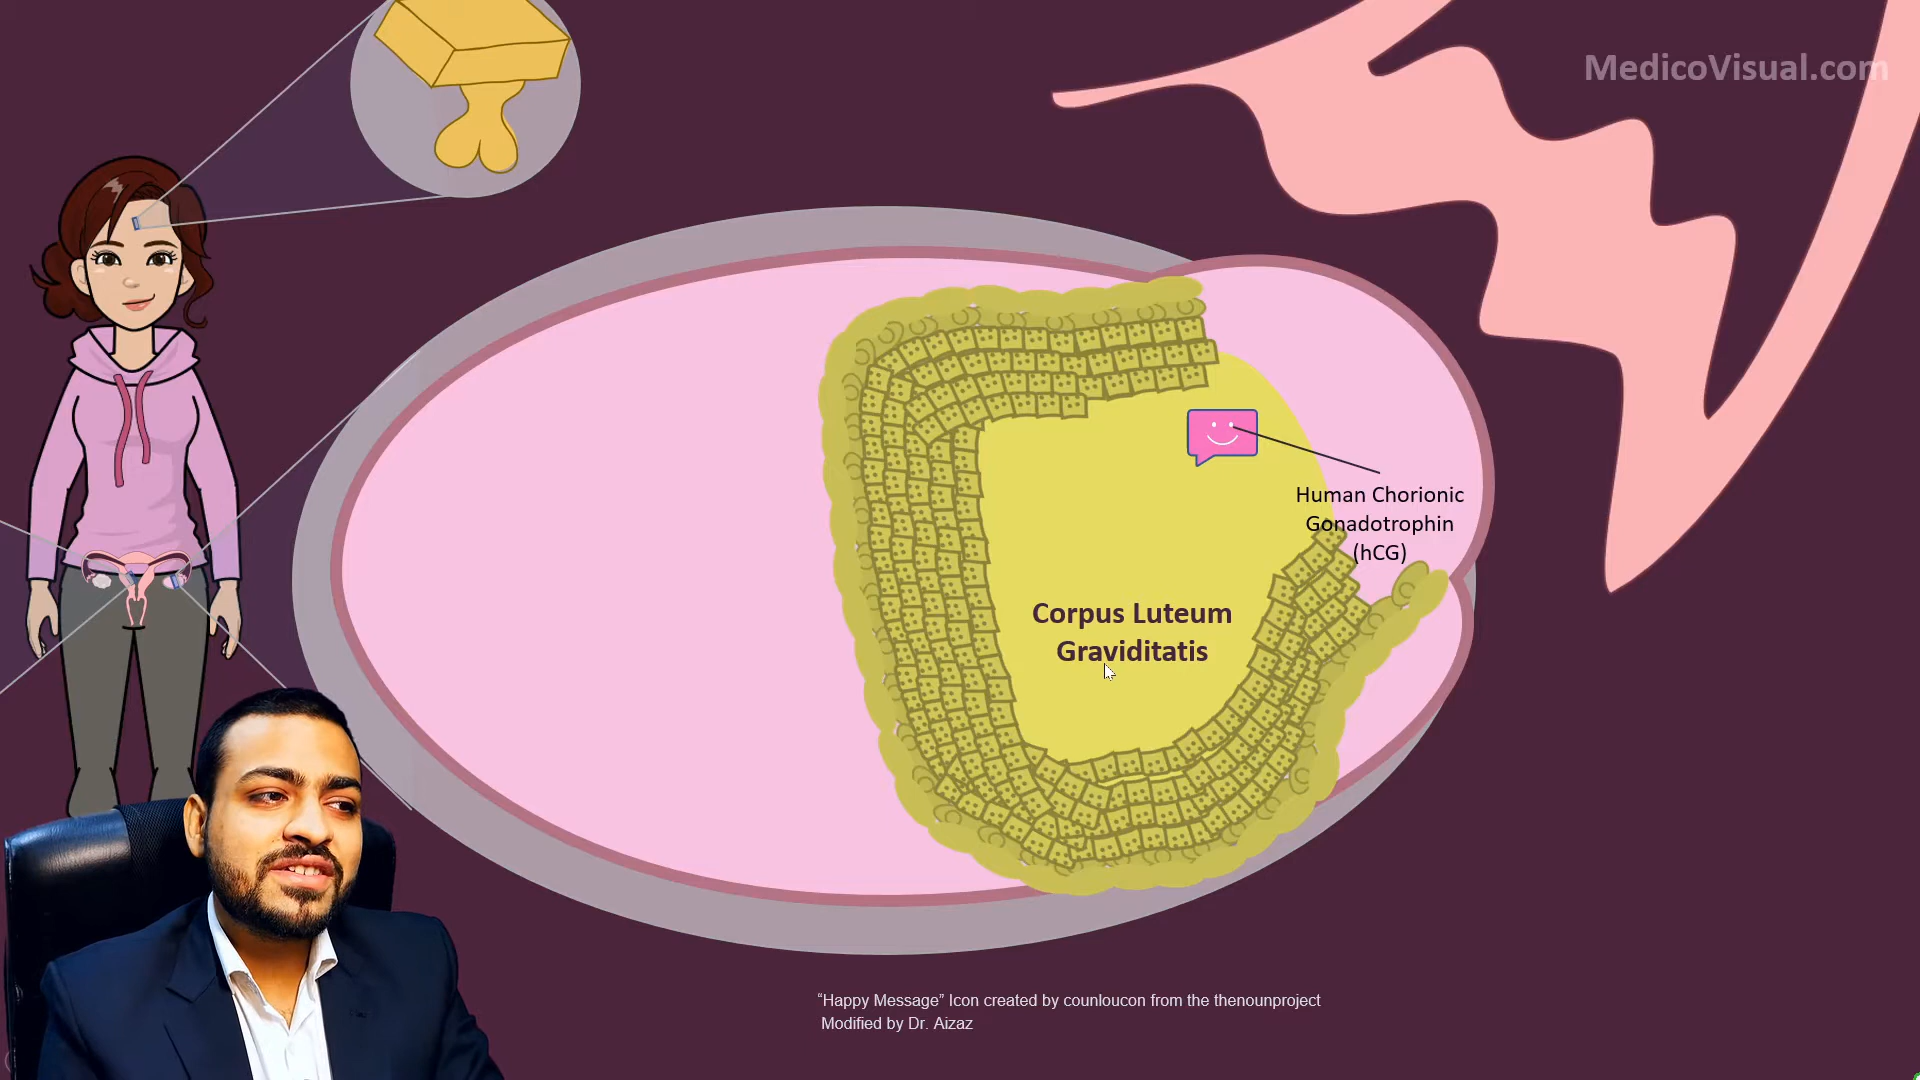 MedicoVisual.com
Human Chorionic
Gonadotrophin
(hCG)
Corpus Luteum
Graviditatis
“Happy Message” Icon created by counloucon from the thenounproject
Modified by Dr. Aizaz